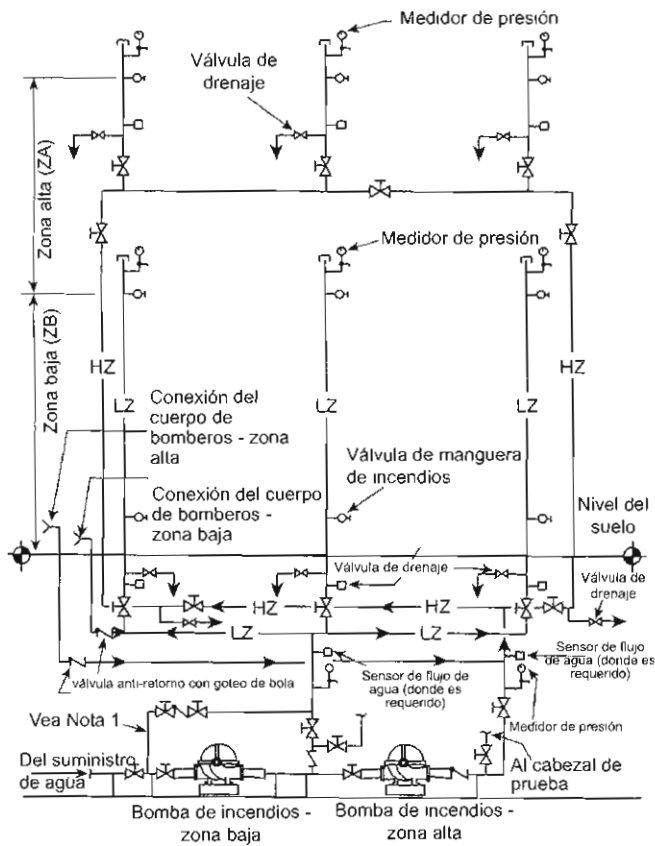 Medidor de presión
Válvula de
drenaje
Zona alta (ZA)
Medidor de presión
Zona baja (ZB)
HZ
HZ
LZ
LZ
LZ
Conexión del
cuerpo de
bomberos - zona
alta
Válvula de manguera
de incendios
Conexión del cuerpo
de bomberos -
zona baja
Nivel del
suelo
Válvula de drenaje
Válvula de
drenaje
HZ
HZ
LZ
LZ
Sensor de flujo
de agua (donde es
requerido)
Sensor de flujo de
agua (donde es
requerido)
válvula anti-retorno con goteo de bola
Vea Nota 1
Medidor de presión
Del suministro
de agua
Al cabezal de
prueba
Bomba de incendios -
zona baja
Bomba de incendios -
zona alta